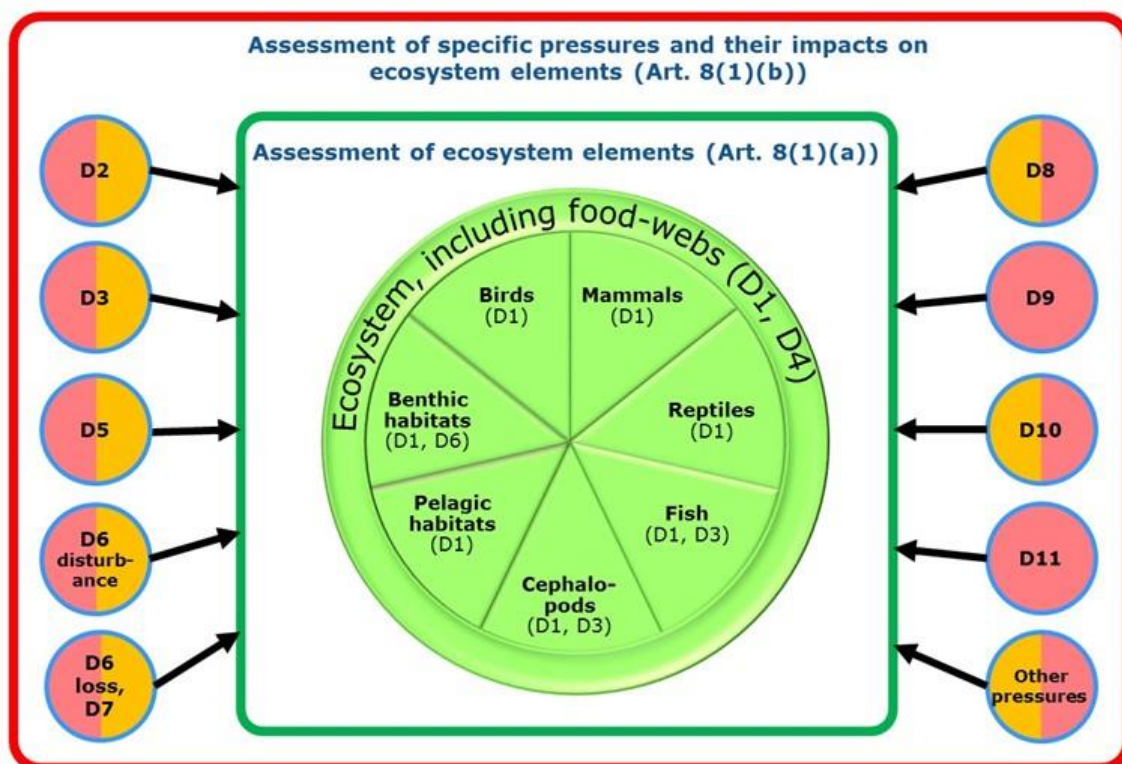 Assessment of specific pressures and their impacts on
ecosystem elements (Art. 8(1)(b))
Assessment of ecosystem elements (Art. 8(1)(a))
Ecosystem, including food-webs (D1, D4)
D2
D3
D5
D6
disturb-
ance
D6
loss,
D7
Birds
(D1)
Mammals
(D1)
Benthic
habitats
(D1, D6)
Reptiles
(D1)
Pelagic
habitats
(D1)
Fish
(D1, D3)
Cephalo-
pods
(D1, D3)
D8
D9
D10
D11
Other
pressures